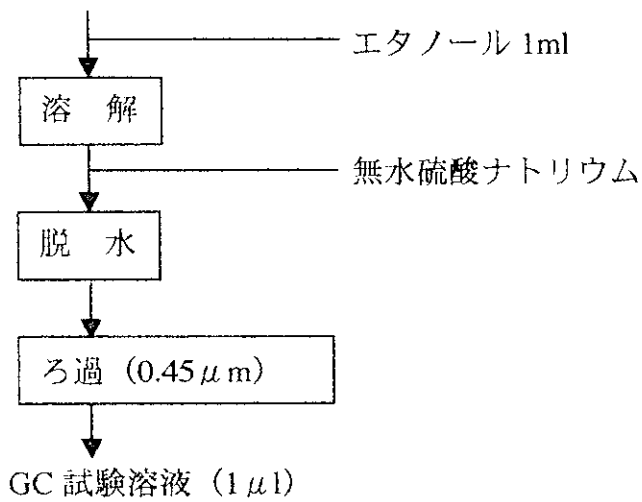 エタノール 1ml
溶 解
無水硫酸ナトリウム
脱 水
ろ過（0.45μm）
GC 試験溶液（1μl）